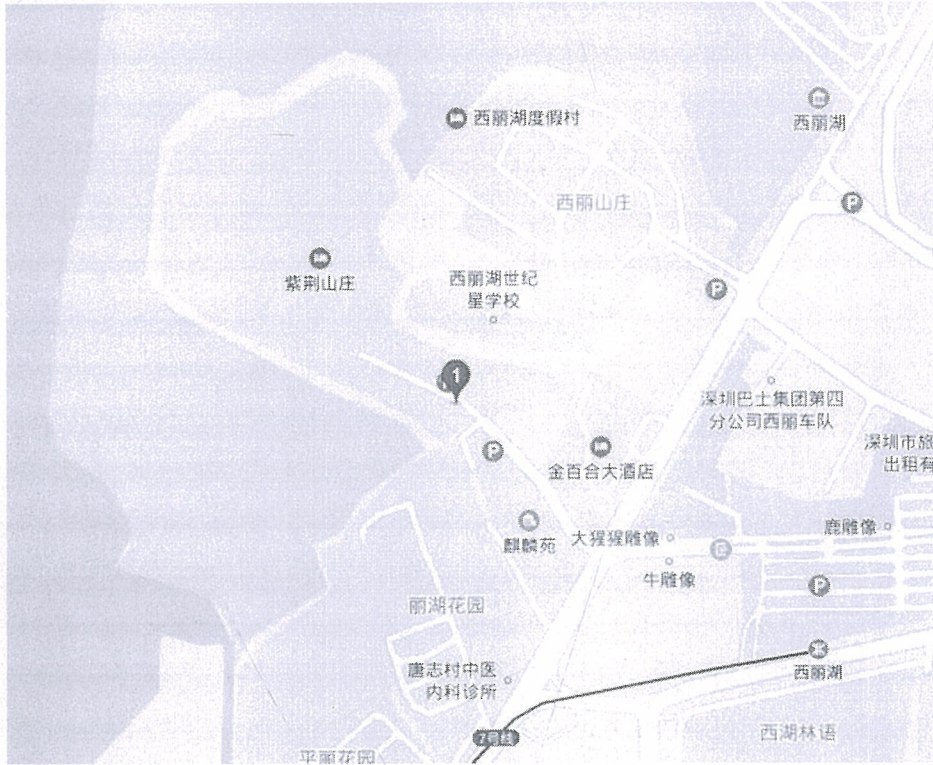 西丽湖度假村
西丽湖
西丽山庄
P
紫荆山庄
西丽湖世纪
星学校
P
1
深圳巴士集团第四
分公司西丽车队
深圳市旅
出租有
P
金百合大酒店
麒麟苑
大猩猩雕像
鹿雕像
牛雕像
P
丽湖花园
唐志村中医
内科诊所
西丽湖
7号线
西湖林语
平丽花园